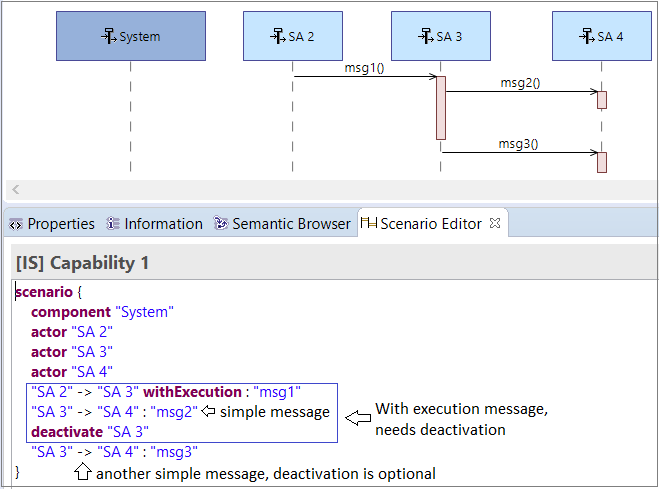 System
SA 2
SA 3
SA 4
msg1()
msg2()
msg3()
Properties
Information
Semantic Browser
Scenario Editor
[IS] Capability 1
scenario {
component "System"
actor "SA 2"
actor "SA 3"
actor "SA 4"
"SA 2" -> "SA 3" withExecution : "msg1"
"SA 3" -> "SA 4" : "msg2" simple message
deactivate "SA 3"
With execution message,
needs deactivation
"SA 3" -> "SA 4" : "msg3"
} another simple message, deactivation is optional